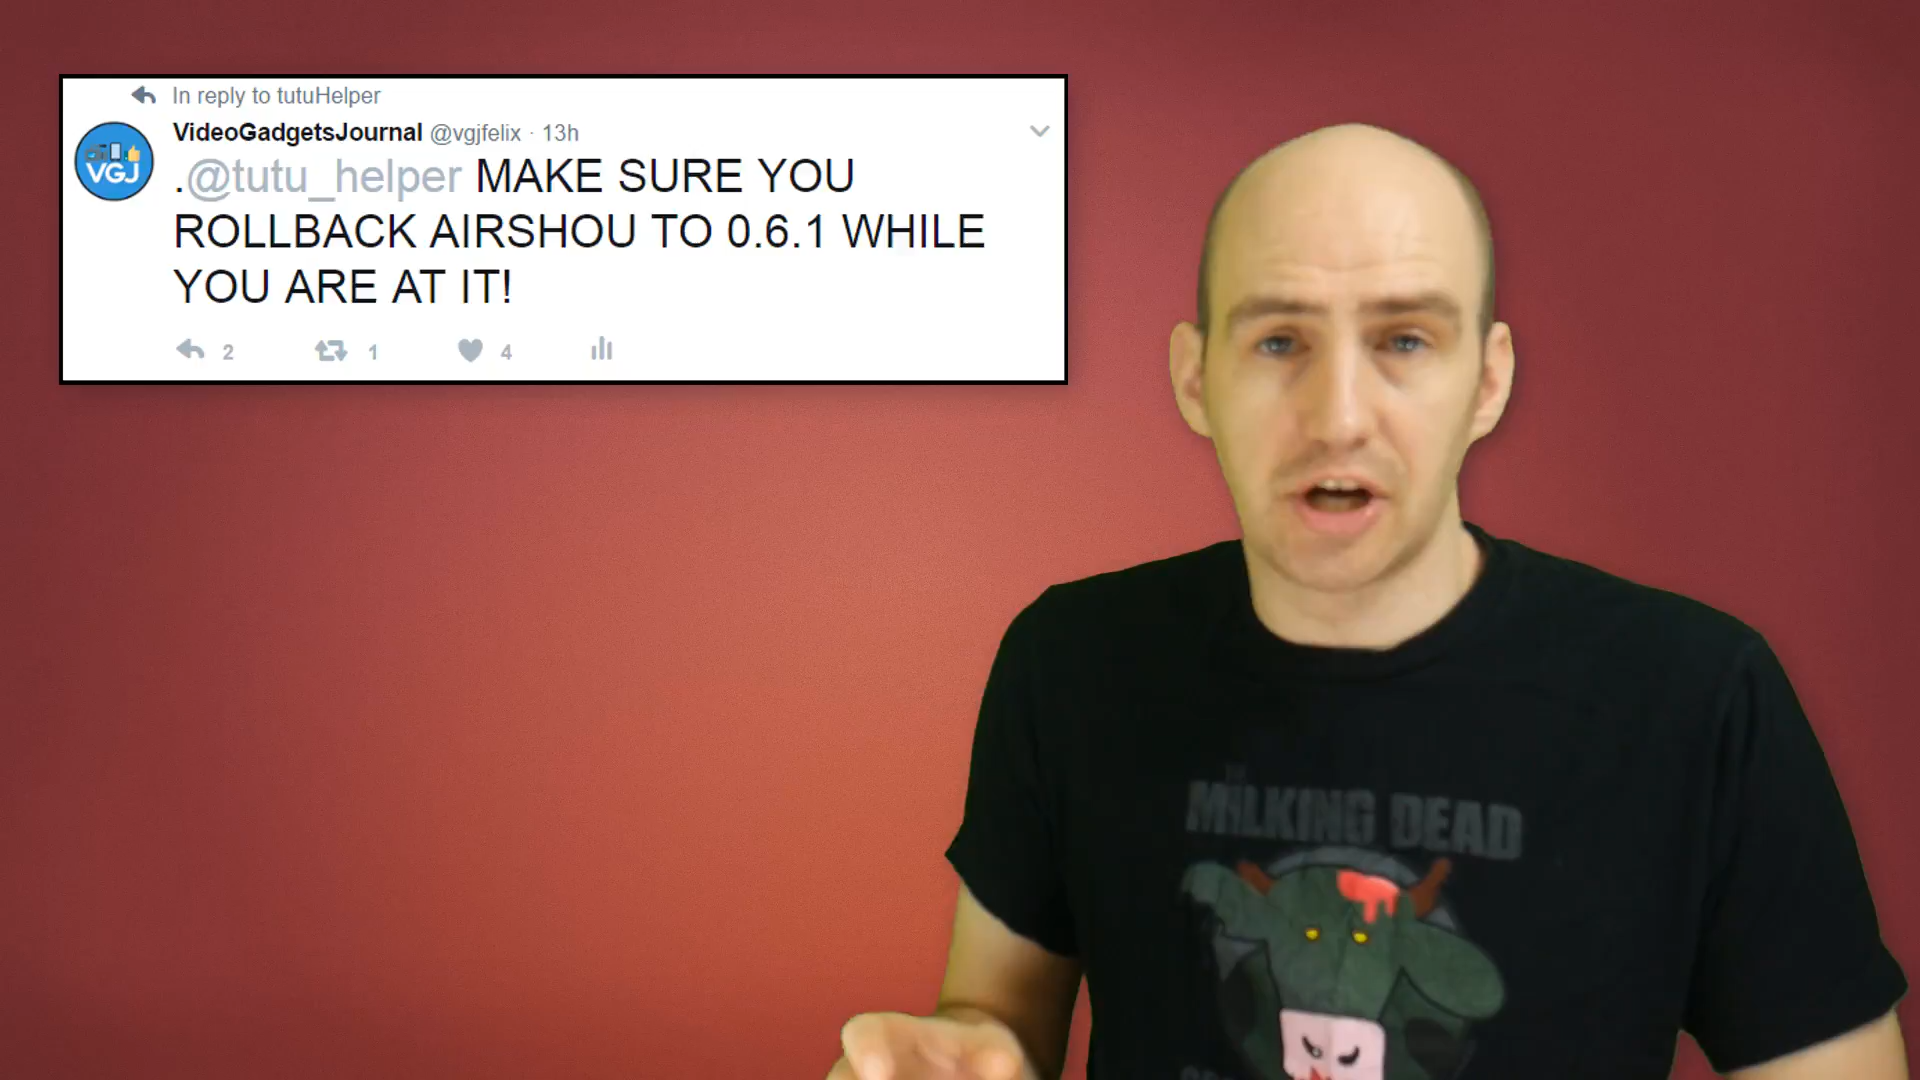 In reply to tutuHelper
VideoGadgetsJournal @vgjfelix · 13h
VGJ
.@tutu_helper MAKE SURE YOU
ROLLBACK AIRSHOU TO 0.6.1 WHILE
YOU ARE AT IT!
2 1 4
MILKING DEAD